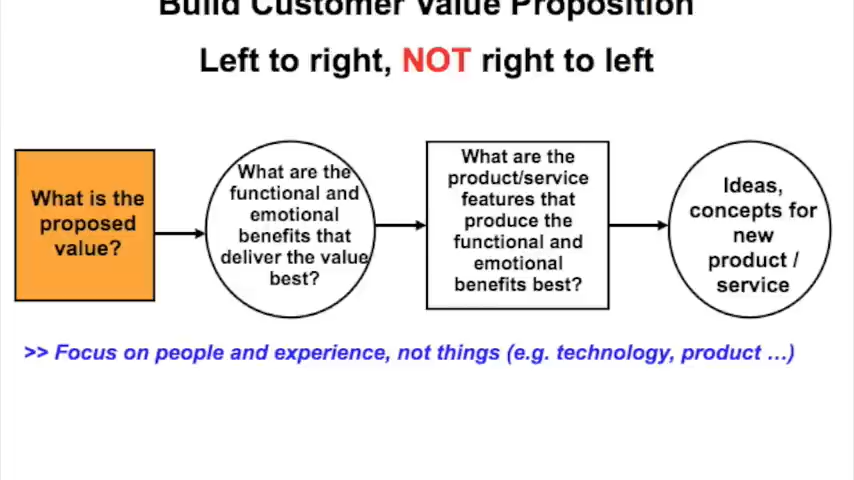 Build Customer Value Proposition
Left to right, NOT right to left
What is the
proposed
value?
What are the
functional and
emotional
benefits that
deliver the value
best?
What are the
product/service
features that
produce the
functional and
emotional
benefits best?
Ideas,
concepts for
new
product /
service
>> Focus on people and experience, not things (e.g. technology, product ...)